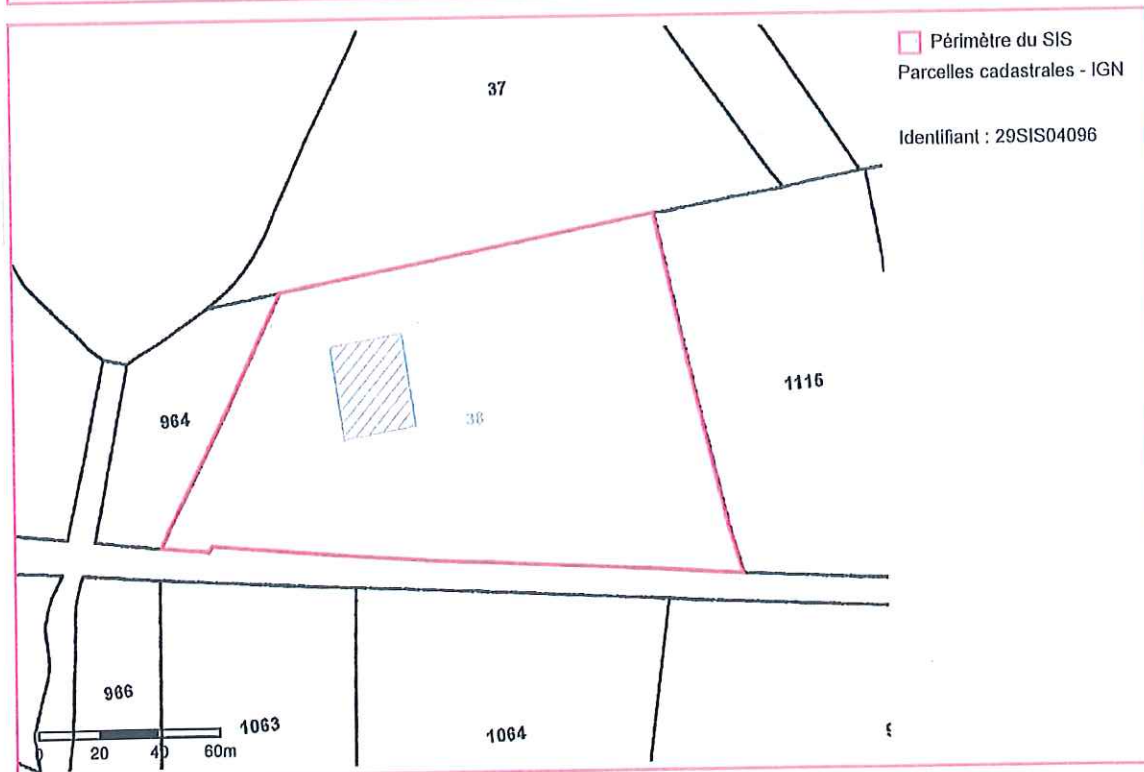 Périmètre du SIS
Parcelles cadastrales - IGN
Identifiant : 29SIS04096
37
1116
964
38
966
1063
1064
0 20 40 60m